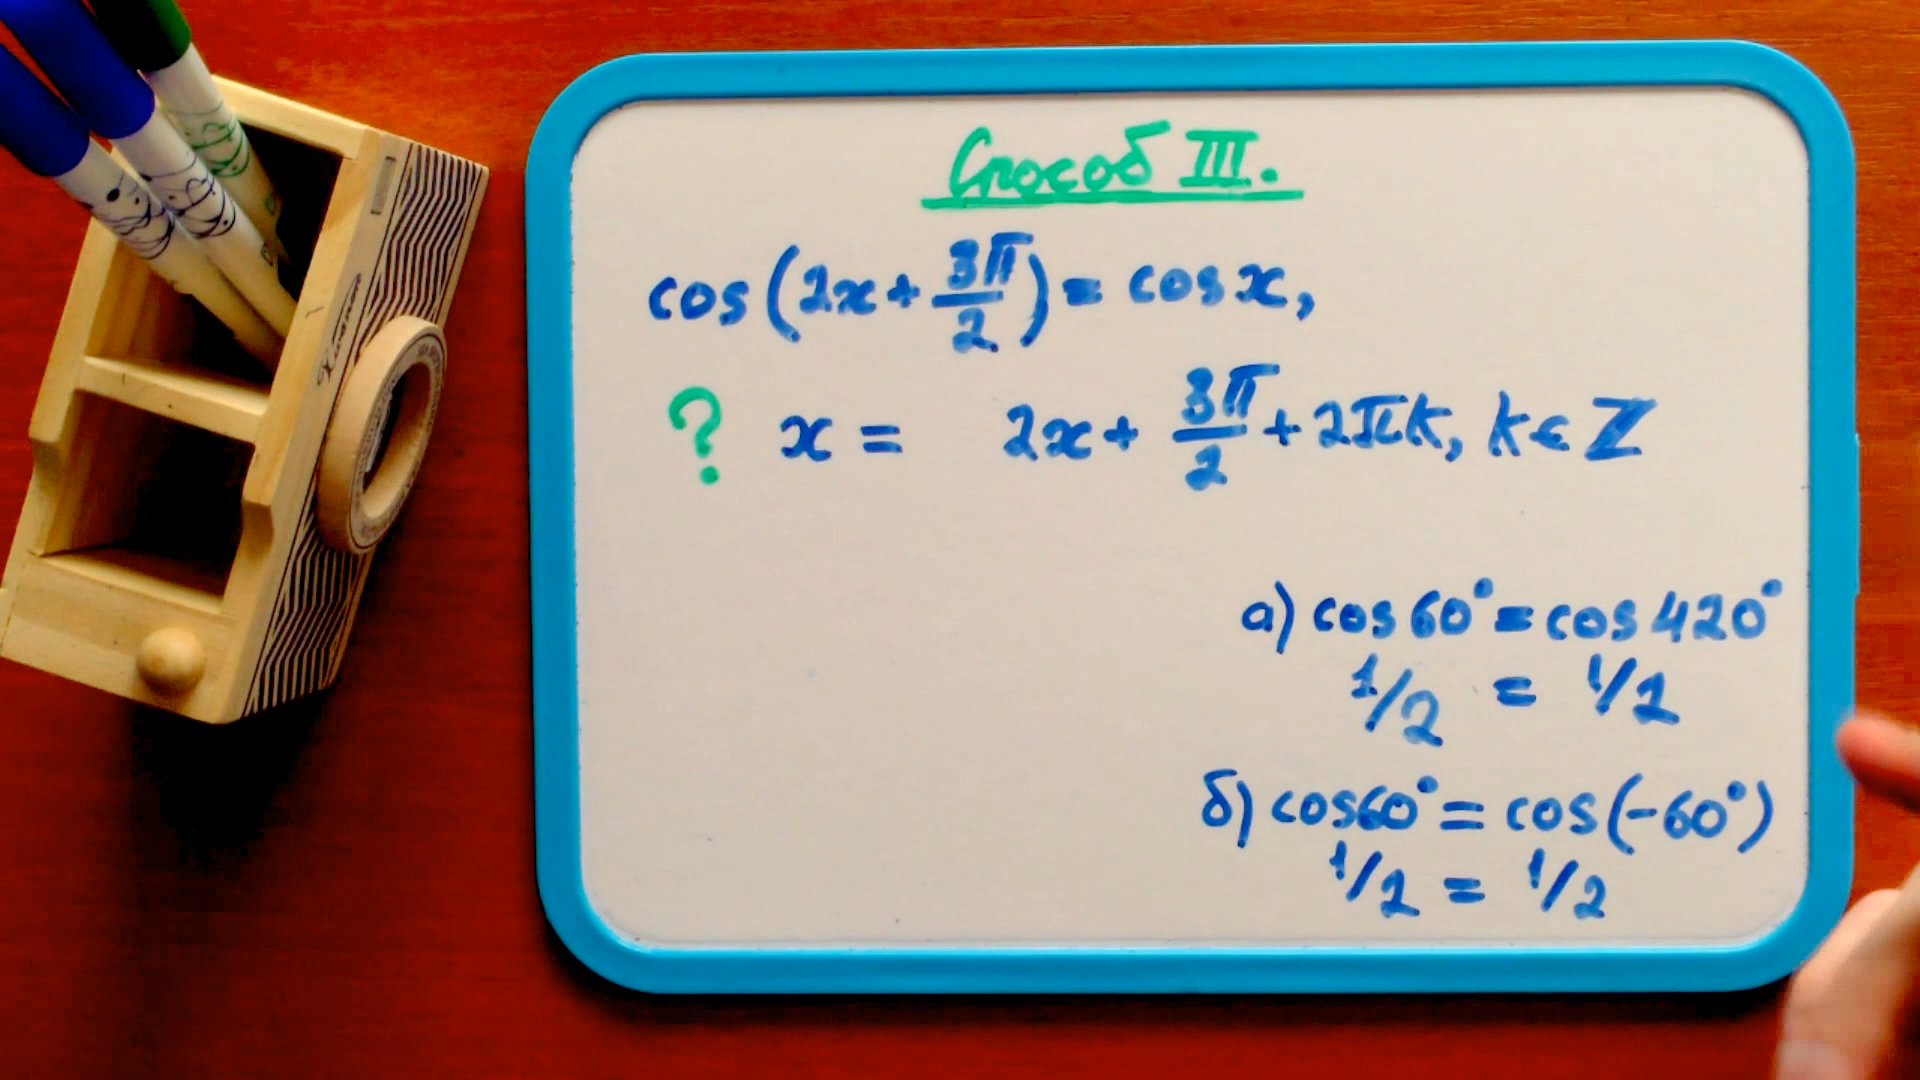 Способ III.
cos(2x + 3π/2) = cos x,
? x = 2x + 3π/2 + 2πk, k ∈ Z
а) cos 60° = cos 420°
1/2 = 1/2
б) cos 60° = cos(-60°)
1/2 = 1/2